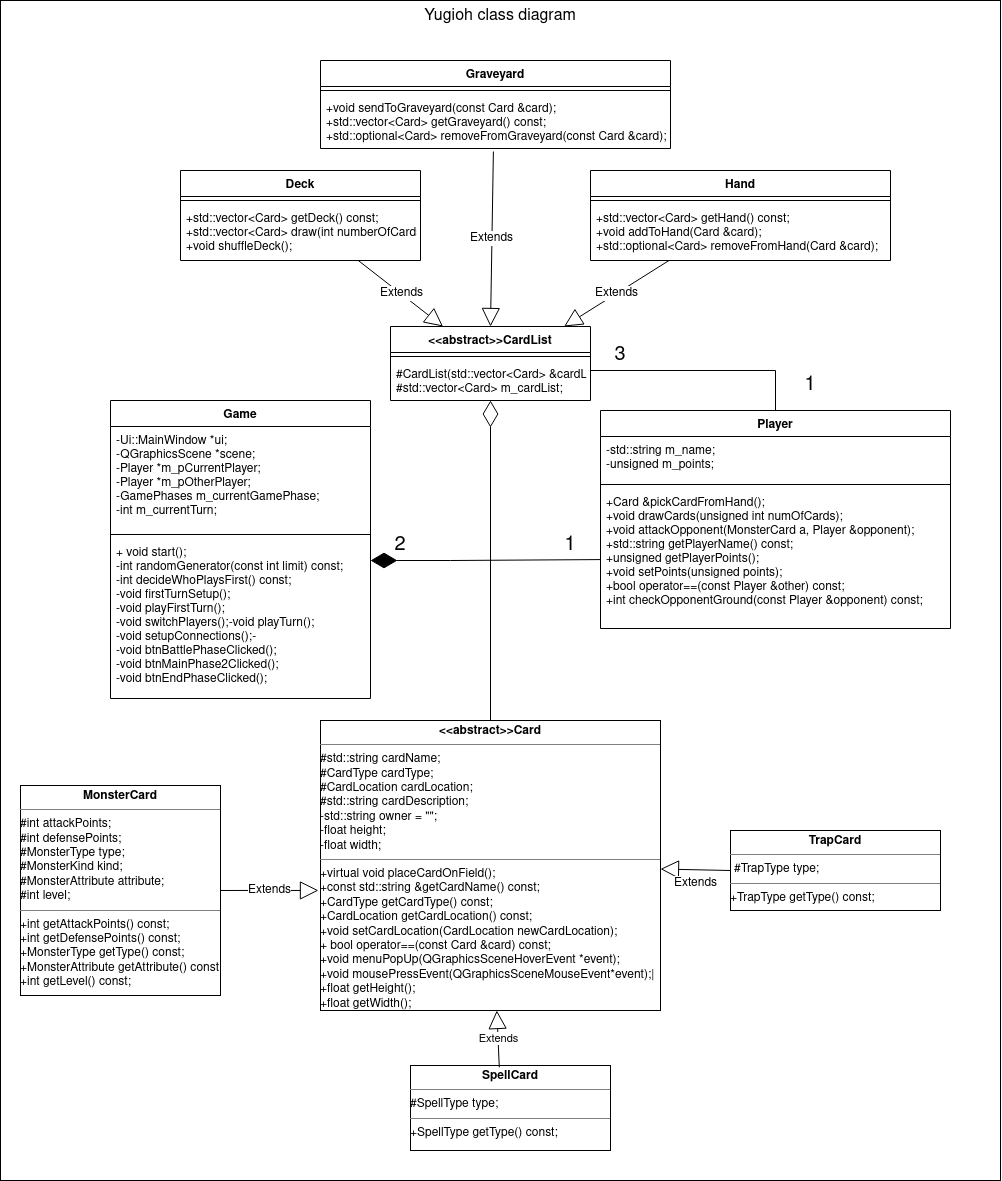 Yugioh class diagram
Graveyard
+void sendToGraveyard(const Card &card);
+std::vector<Card> getGraveyard() const;
+std::optional<Card> removeFromGraveyard(const Card &card);
Deck
+std::vector<Card> getDeck() const;
+std::vector<Card> draw(int numberOfCard
+void shuffleDeck();
Hand
+std::vector<Card> getHand() const;
+void addToHand(Card &card);
+std::optional<Card> removeFromHand(Card &card);
Extends
Extends
Extends
<<abstract>>CardList
#CardList(std::vector<Card> &cardL
#std::vector<Card> m_cardList;
3
1
Game
-Ui::MainWindow *ui;
-QGraphicsScene *scene;
-Player *m_pCurrentPlayer;
-Player *m_pOtherPlayer;
-GamePhases m_currentGamePhase;
-int m_currentTurn;
+ void start();
-int randomGenerator(const int limit) const;
-int decideWhoPlaysFirst() const;
-void firstTurnSetup();
-void playFirstTurn();
-void switchPlayers();-void playTurn();
-void setupConnections();-
-void btnBattlePhaseClicked();
-void btnMainPhase2Clicked();
-void btnEndPhaseClicked();
2
1
Player
-std::string m_name;
-unsigned m_points;
+Card &pickCardFromHand();
+void drawCards(unsigned int numOfCards);
+void attackOpponent(MonsterCard a, Player &opponent);
+std::string getPlayerName() const;
+unsigned getPlayerPoints();
+void setPoints(unsigned points);
+bool operator==(const Player &other) const;
+int checkOpponentGround(const Player &opponent) const;
<<abstract>>Card
#std::string cardName;
#CardType cardType;
#CardLocation cardLocation;
#std::string cardDescription;
-std::string owner = "";
-float height;
-float width;
+virtual void placeCardOnField();
+const std::string &getCardName() const;
+CardType getCardType() const;
+CardLocation getCardLocation() const;
+void setCardLocation(CardLocation newCardLocation);
+ bool operator==(const Card &card) const;
+void menuPopUp(QGraphicsSceneHoverEvent *event);
+void mousePressEvent(QGraphicsSceneMouseEvent*event);|
+float getHeight();
+float getWidth();
MonsterCard
#int attackPoints;
#int defensePoints;
#MonsterType type;
#MonsterKind kind;
#MonsterAttribute attribute;
#int level;
+int getAttackPoints() const;
+int getDefensePoints() const;
+MonsterType getType() const;
+MonsterAttribute getAttribute() const
+int getLevel() const;
Extends
TrapCard
#TrapType type;
+TrapType getType() const;
Extends
Extends
SpellCard
#SpellType type;
+SpellType getType() const;